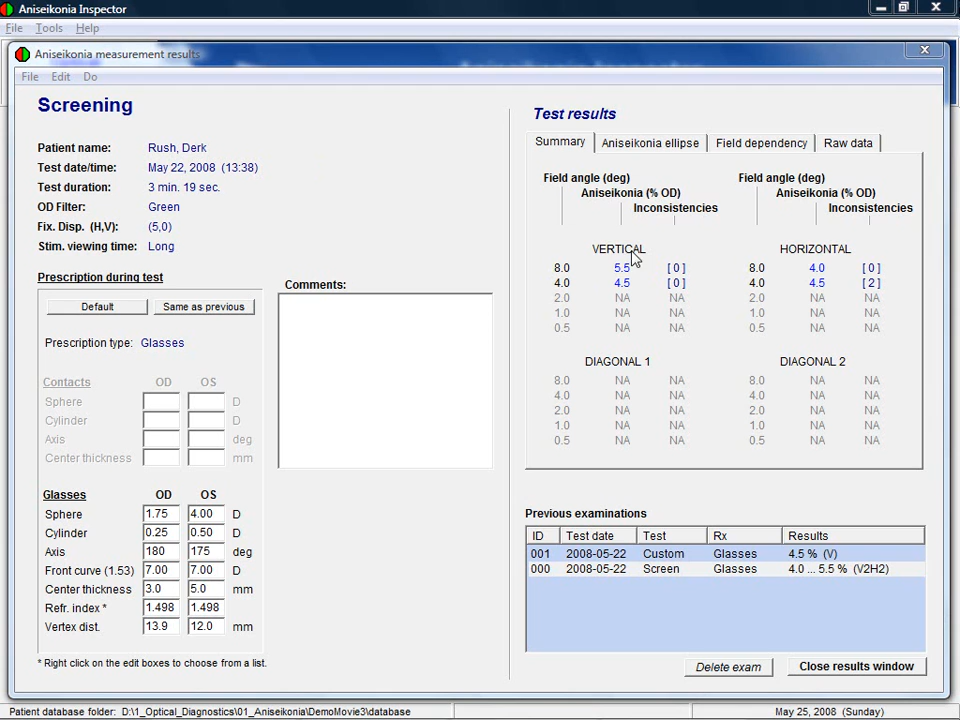 Aniseikonia Inspector
File Tools Help
Aniseikonia measurement results
File Edit Do
Screening
Patient name: Rush, Derk
Test date/time: May 22, 2008 (13:38)
Test duration: 3 min. 19 sec.
OD Filter: Green
Fix. Disp. (H,V): (5,0)
Stim. viewing time: Long
Prescription during test
Default Same as previous
Prescription type: Glasses
Contacts OD OS
Sphere D
Cylinder D
Axis deg
Center thickness mm
Glasses OD OS
Sphere 1.75 4.00 D
Cylinder 0.25 0.50 D
Axis 180 175 deg
Front curve (1.53) 7.00 7.00 D
Center thickness 3.0 5.0 mm
Refr. index * 1.498 1.498
Vertex dist. 13.9 12.0 mm
* Right click on the edit boxes to choose from a list.
Comments:
Test results
Summary Aniseikonia ellipse Field dependency Raw data
Field angle (deg) Field angle (deg)
Aniseikonia (% OD) Aniseikonia (% OD)
Inconsistencies Inconsistencies
VERTICAL HORIZONTAL
8.0 5.5 [ 0 ] 8.0 4.0 [ 0 ]
4.0 4.5 [ 0 ] 4.0 4.5 [ 2 ]
2.0 NA NA 2.0 NA NA
1.0 NA NA 1.0 NA NA
0.5 NA NA 0.5 NA NA
DIAGONAL 1 DIAGONAL 2
8.0 NA NA 8.0 NA NA
4.0 NA NA 4.0 NA NA
2.0 NA NA 2.0 NA NA
1.0 NA NA 1.0 NA NA
0.5 NA NA 0.5 NA NA
Previous examinations
ID Test date Test Rx Results
001 2008-05-22 Custom Glasses 4.5 % (V)
000 2008-05-22 Screen Glasses 4.0 ... 5.5 % (V2H2)
Delete exam Close results window
Patient database folder: D:\1_Optical_Diagnostics\01_Aniseikonia\DemoMovie3\database May 25, 2008 (Sunday)